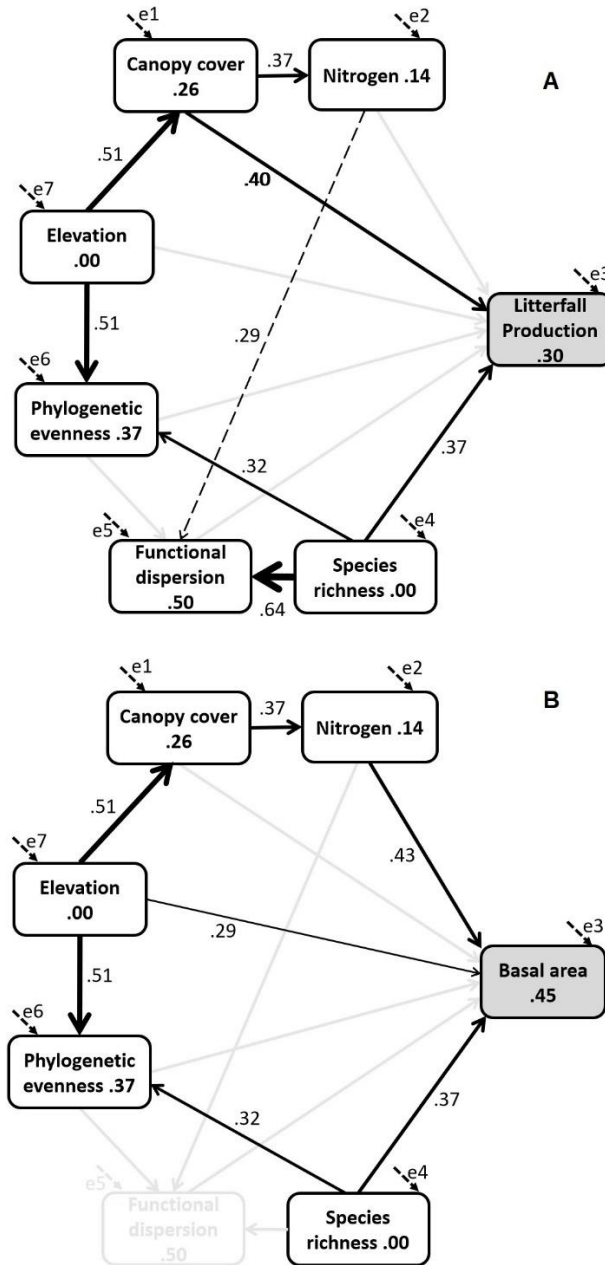 e1
e2
Canopy cover
.26
.37
Nitrogen .14
A
.51
.40
e7
Elevation
.00
e3
Litterfall
Production
.30
.51
.29
e6
Phylogenetic
evenness .37
.32
.37
e5
e4
Functional
dispersion
.50
.64
Species
richness .00
e1
e2
Canopy cover
.26
.37
Nitrogen .14
B
.51
.43
e7
Elevation
.00
.29
e3
Basal area
.45
.51
e6
Phylogenetic
evenness .37
.32
.37
e5
e4
Functional
dispersion
.50
Species
richness .00